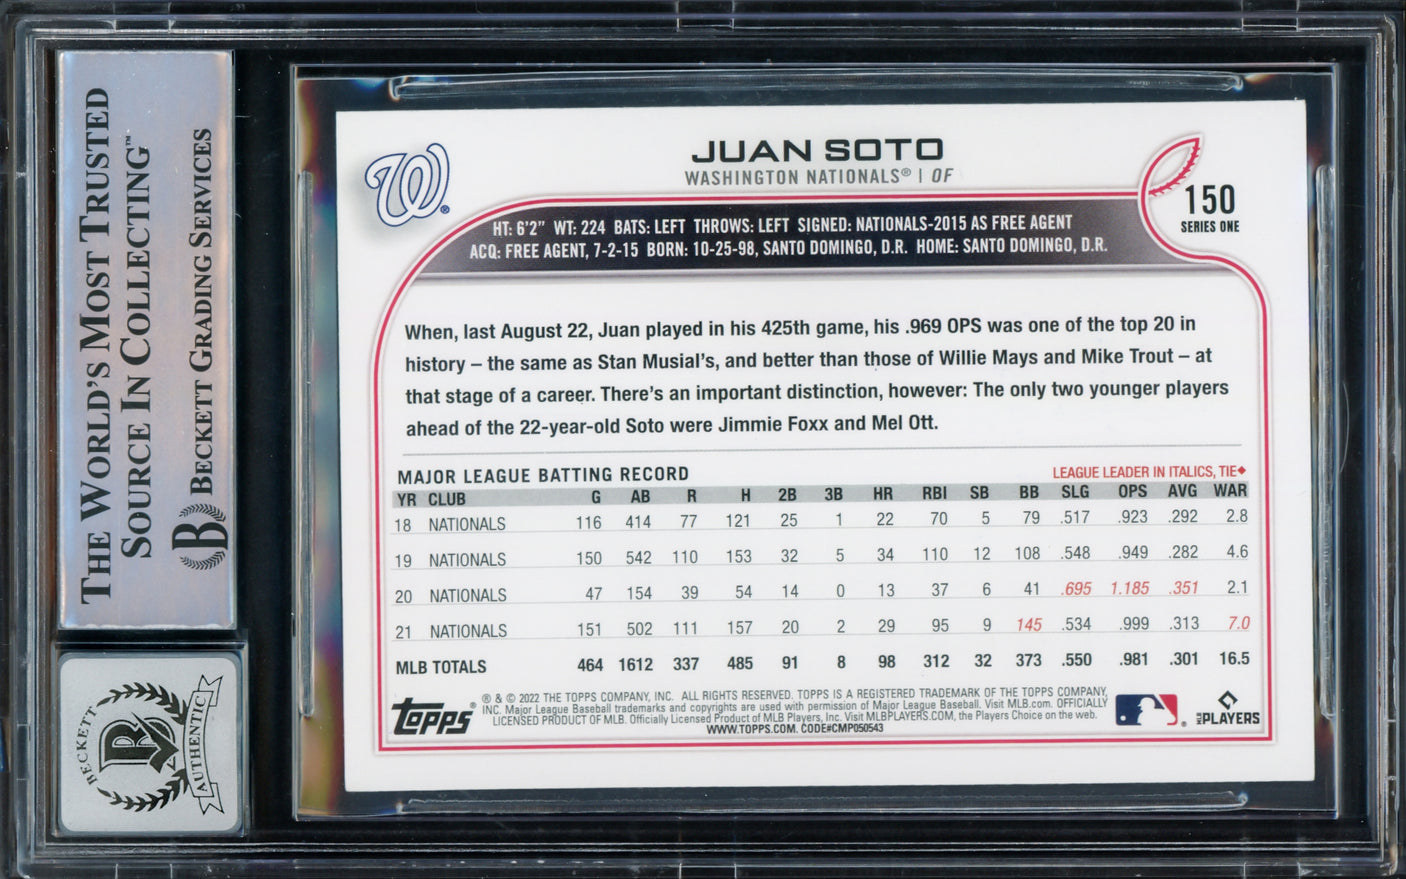 THE WORLD'S MOST TRUSTED
SOURCE IN COLLECTING™
B BECKETT GRADING SERVICES
BECKETT
B
AUTHENTIC
W®
JUAN SOTO
WASHINGTON NATIONALS® | OF
150
SERIES ONE
HT: 6'2" WT: 224 BATS: LEFT THROWS: LEFT SIGNED: NATIONALS-2015 AS FREE AGENT
ACQ: FREE AGENT, 7-2-15 BORN: 10-25-98, SANTO DOMINGO, D.R. HOME: SANTO DOMINGO, D.R.
When, last August 22, Juan played in his 425th game, his .969 OPS was one of the top 20 in
history – the same as Stan Musial's, and better than those of Willie Mays and Mike Trout – at
that stage of a career. There's an important distinction, however: The only two younger players
ahead of the 22-year-old Soto were Jimmie Foxx and Mel Ott.
MAJOR LEAGUE BATTING RECORD LEAGUE LEADER IN ITALICS, TIE♦
YR CLUB G AB R H 2B 3B HR RBI SB BB SLG OPS AVG WAR
18 NATIONALS 116 414 77 121 25 1 22 70 5 79 .517 .923 .292 2.8
19 NATIONALS 150 542 110 153 32 5 34 110 12 108 .548 .949 .282 4.6
20 NATIONALS 47 154 39 54 14 0 13 37 6 41 .695 1.185 .351 2.1
21 NATIONALS 151 502 111 157 20 2 29 95 9 145 .534 .999 .313 7.0
MLB TOTALS 464 1612 337 485 91 8 98 312 32 373 .550 .981 .301 16.5
Topps®
® & © 2022 THE TOPPS COMPANY, INC. ALL RIGHTS RESERVED. TOPPS IS A REGISTERED TRADEMARK OF THE TOPPS COMPANY,
INC. Major League Baseball trademarks and copyrights are used with permission of Major League Baseball. Visit MLB.com. OFFICIALLY
LICENSED PRODUCT OF MLB. Officially Licensed Product of MLB Players, Inc. Visit MLBPLAYERS.COM, the Players Choice on the web.
WWW.TOPPS.COM. CODE#CMP050543
MLB PLAYERS